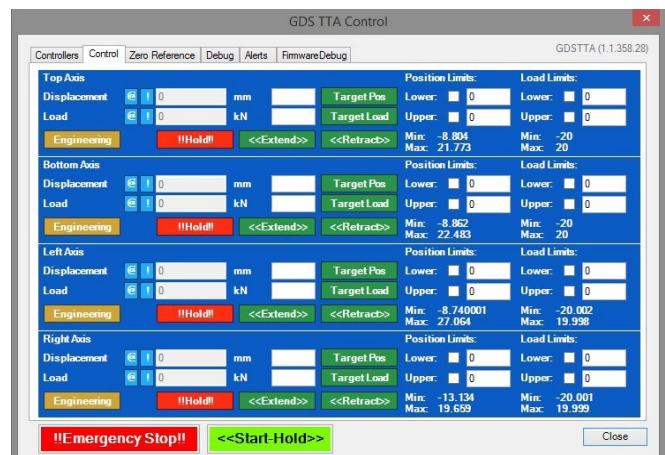 GDS TTA Control
×
Controllers Control Zero Reference Debug Alerts FirmwareDebug GDSTTA (1.1.358.28)
Top Axis Position Limits: Load Limits:
Displacement @ ! 0 mm Target Pos Lower: 0 Lower: 0
Load @ ! 0 kN Target Load Upper: 0 Upper: 0
Engineering !!Hold!! <<Extend>> <<Retract>> Min: -8.804 Min: -20
Max: 21.773 Max: 20
Bottom Axis Position Limits: Load Limits:
Displacement @ ! 0 mm Target Pos Lower: 0 Lower: 0
Load @ ! 0 kN Target Load Upper: 0 Upper: 0
Engineering !!Hold!! <<Extend>> <<Retract>> Min: -8.862 Min: -20
Max: 22.483 Max: 20
Left Axis Position Limits: Load Limits:
Displacement @ ! 0 mm Target Pos Lower: 0 Lower: 0
Load @ ! 0 kN Target Load Upper: 0 Upper: 0
Engineering !!Hold!! <<Extend>> <<Retract>> Min: -8.740001 Min: -20.002
Max: 27.064 Max: 19.998
Right Axis Position Limits: Load Limits:
Displacement @ ! 0 mm Target Pos Lower: 0 Lower: 0
Load @ ! 0 kN Target Load Upper: 0 Upper: 0
Engineering !!Hold!! <<Extend>> <<Retract>> Min: -13.134 Min: -20.001
Max: 19.659 Max: 19.999
!!Emergency Stop!! <<Start-Hold>> Close